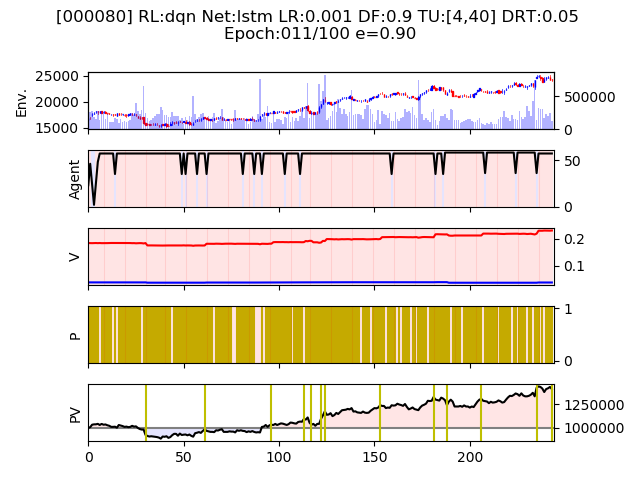 [000080] RL:dqn Net:lstm LR:0.001 DF:0.9 TU:[4,40] DRT:0.05
Epoch:011/100 e=0.90
Env.
25000
20000
15000
500000
0
Agent
50
0
V
0.2
0.1
P
1
0
PV
1250000
1000000
0 50 100 150 200